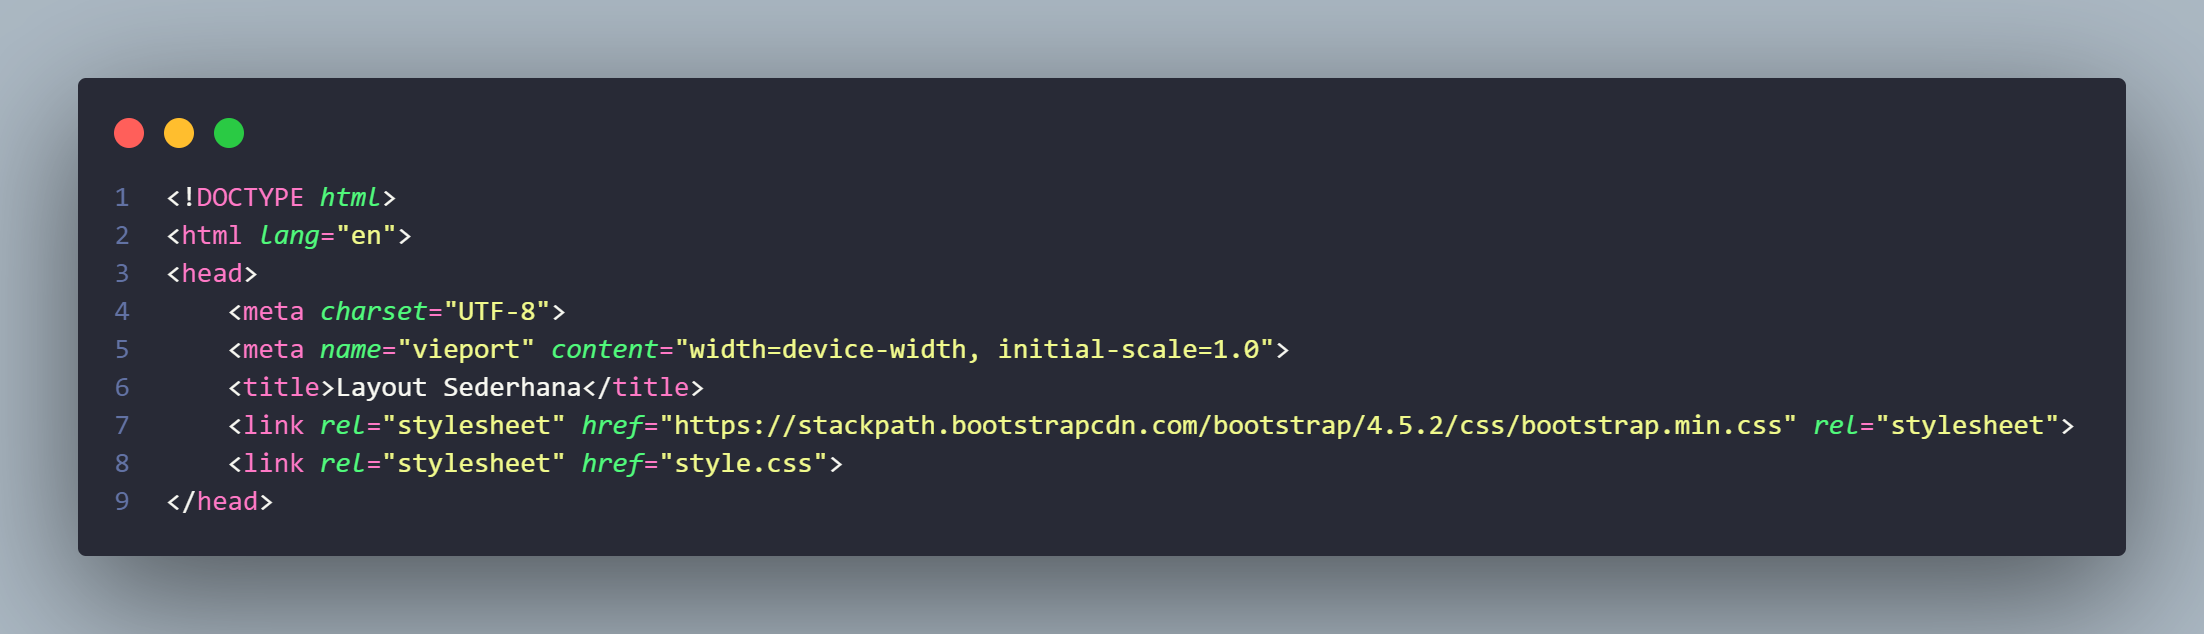 1 <!DOCTYPE html>
2 <html lang="en">
3 <head>
4     <meta charset="UTF-8">
5     <meta name="vieport" content="width=device-width, initial-scale=1.0">
6     <title>Layout Sederhana</title>
7     <link rel="stylesheet" href="https://stackpath.bootstrapcdn.com/bootstrap/4.5.2/css/bootstrap.min.css" rel="stylesheet">
8     <link rel="stylesheet" href="style.css">
9 </head>